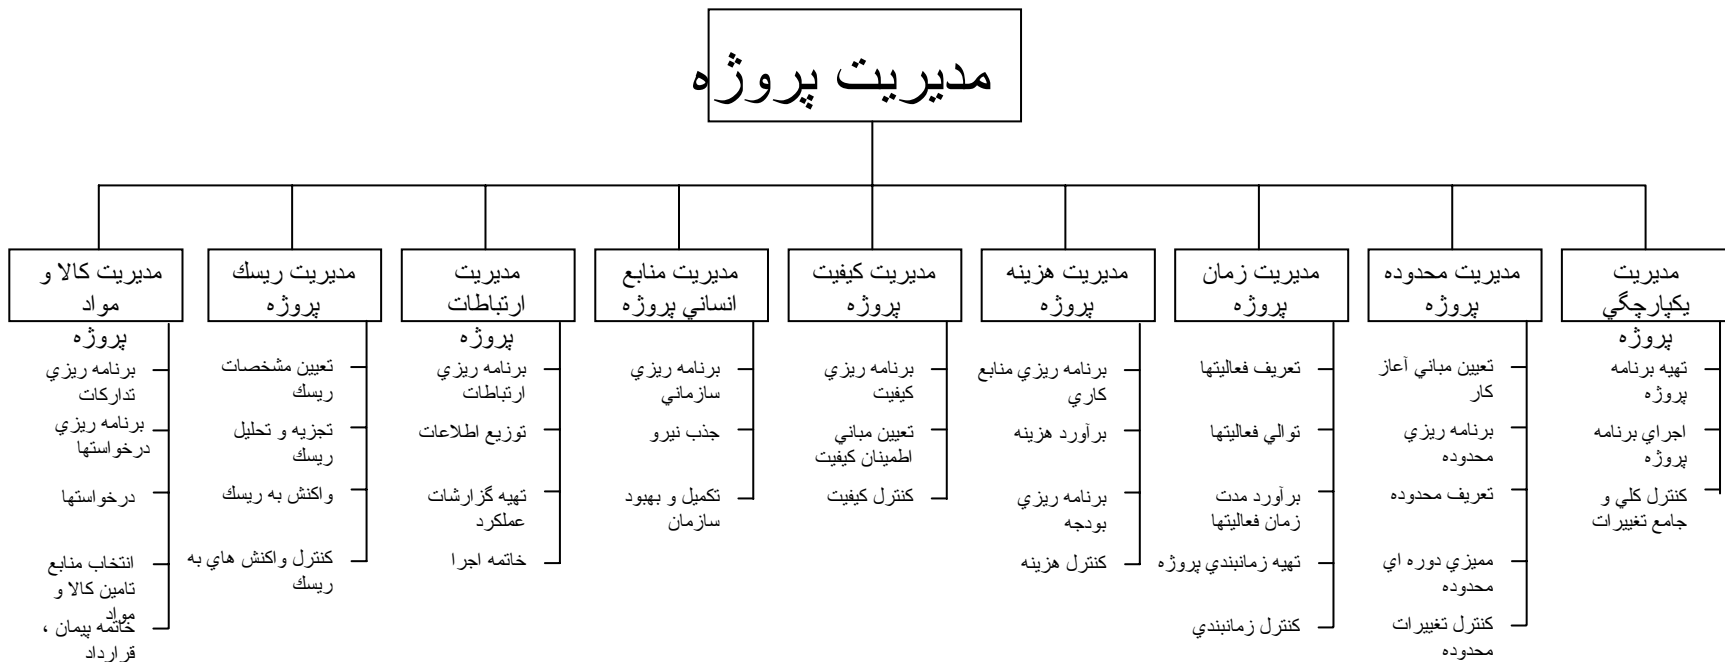 مديريت پروژه
مديريت
يكپارچگي
پروژه
تهيه برنامه
پروژه
اجراي برنامه
پروژه
كنترل كلي و
جامع تغييرات
مديريت محدوده
پروژه
تعيين مباني آعاز
كار
برنامه ريزي
محدوده
تعريف محدوده
مميزي دوره اي
محدوده
كنترل تغييرات
محدوده
مديريت زمان
پروژه
تعريف فعاليتها
توالي فعاليتها
برآورد مدت
زمان فعاليتها
تهيه زمانبندي پروژه
كنترل زمانبندي
مديريت هزينه
پروژه
برنامه ريزي منابع
كاري
برآورد هزينه
برنامه ريزي
بودجه
كنترل هزينه
مديريت كيفيت
پروژه
برنامه ريزي
كيفيت
تعيين مباني
اطمينان كيفيت
كنترل كيفيت
مديريت منابع
انساني پروژه
برنامه ريزي
سازماني
جذب نيرو
تكميل و بهبود
سازمان
مديريت
ارتباطات
پروژه
برنامه ريزي
ارتباطات
توزيع اطلاعات
تهيه گزارشات
عملكرد
خاتمه اجرا
مديريت ريسك
پروژه
تعيين مشخصات
ريسك
تجزيه و تحليل
ريسك
واكنش به ريسك
كنترل واكنش هاي به
ريسك
مديريت كالا و
مواد
پروژه
برنامه ريزي
تداركات
برنامه ريزي
درخواستها
درخواستها
انتخاب منابع
تامين كالا و
مواد
خاتمه پيمان ،
قرارداد